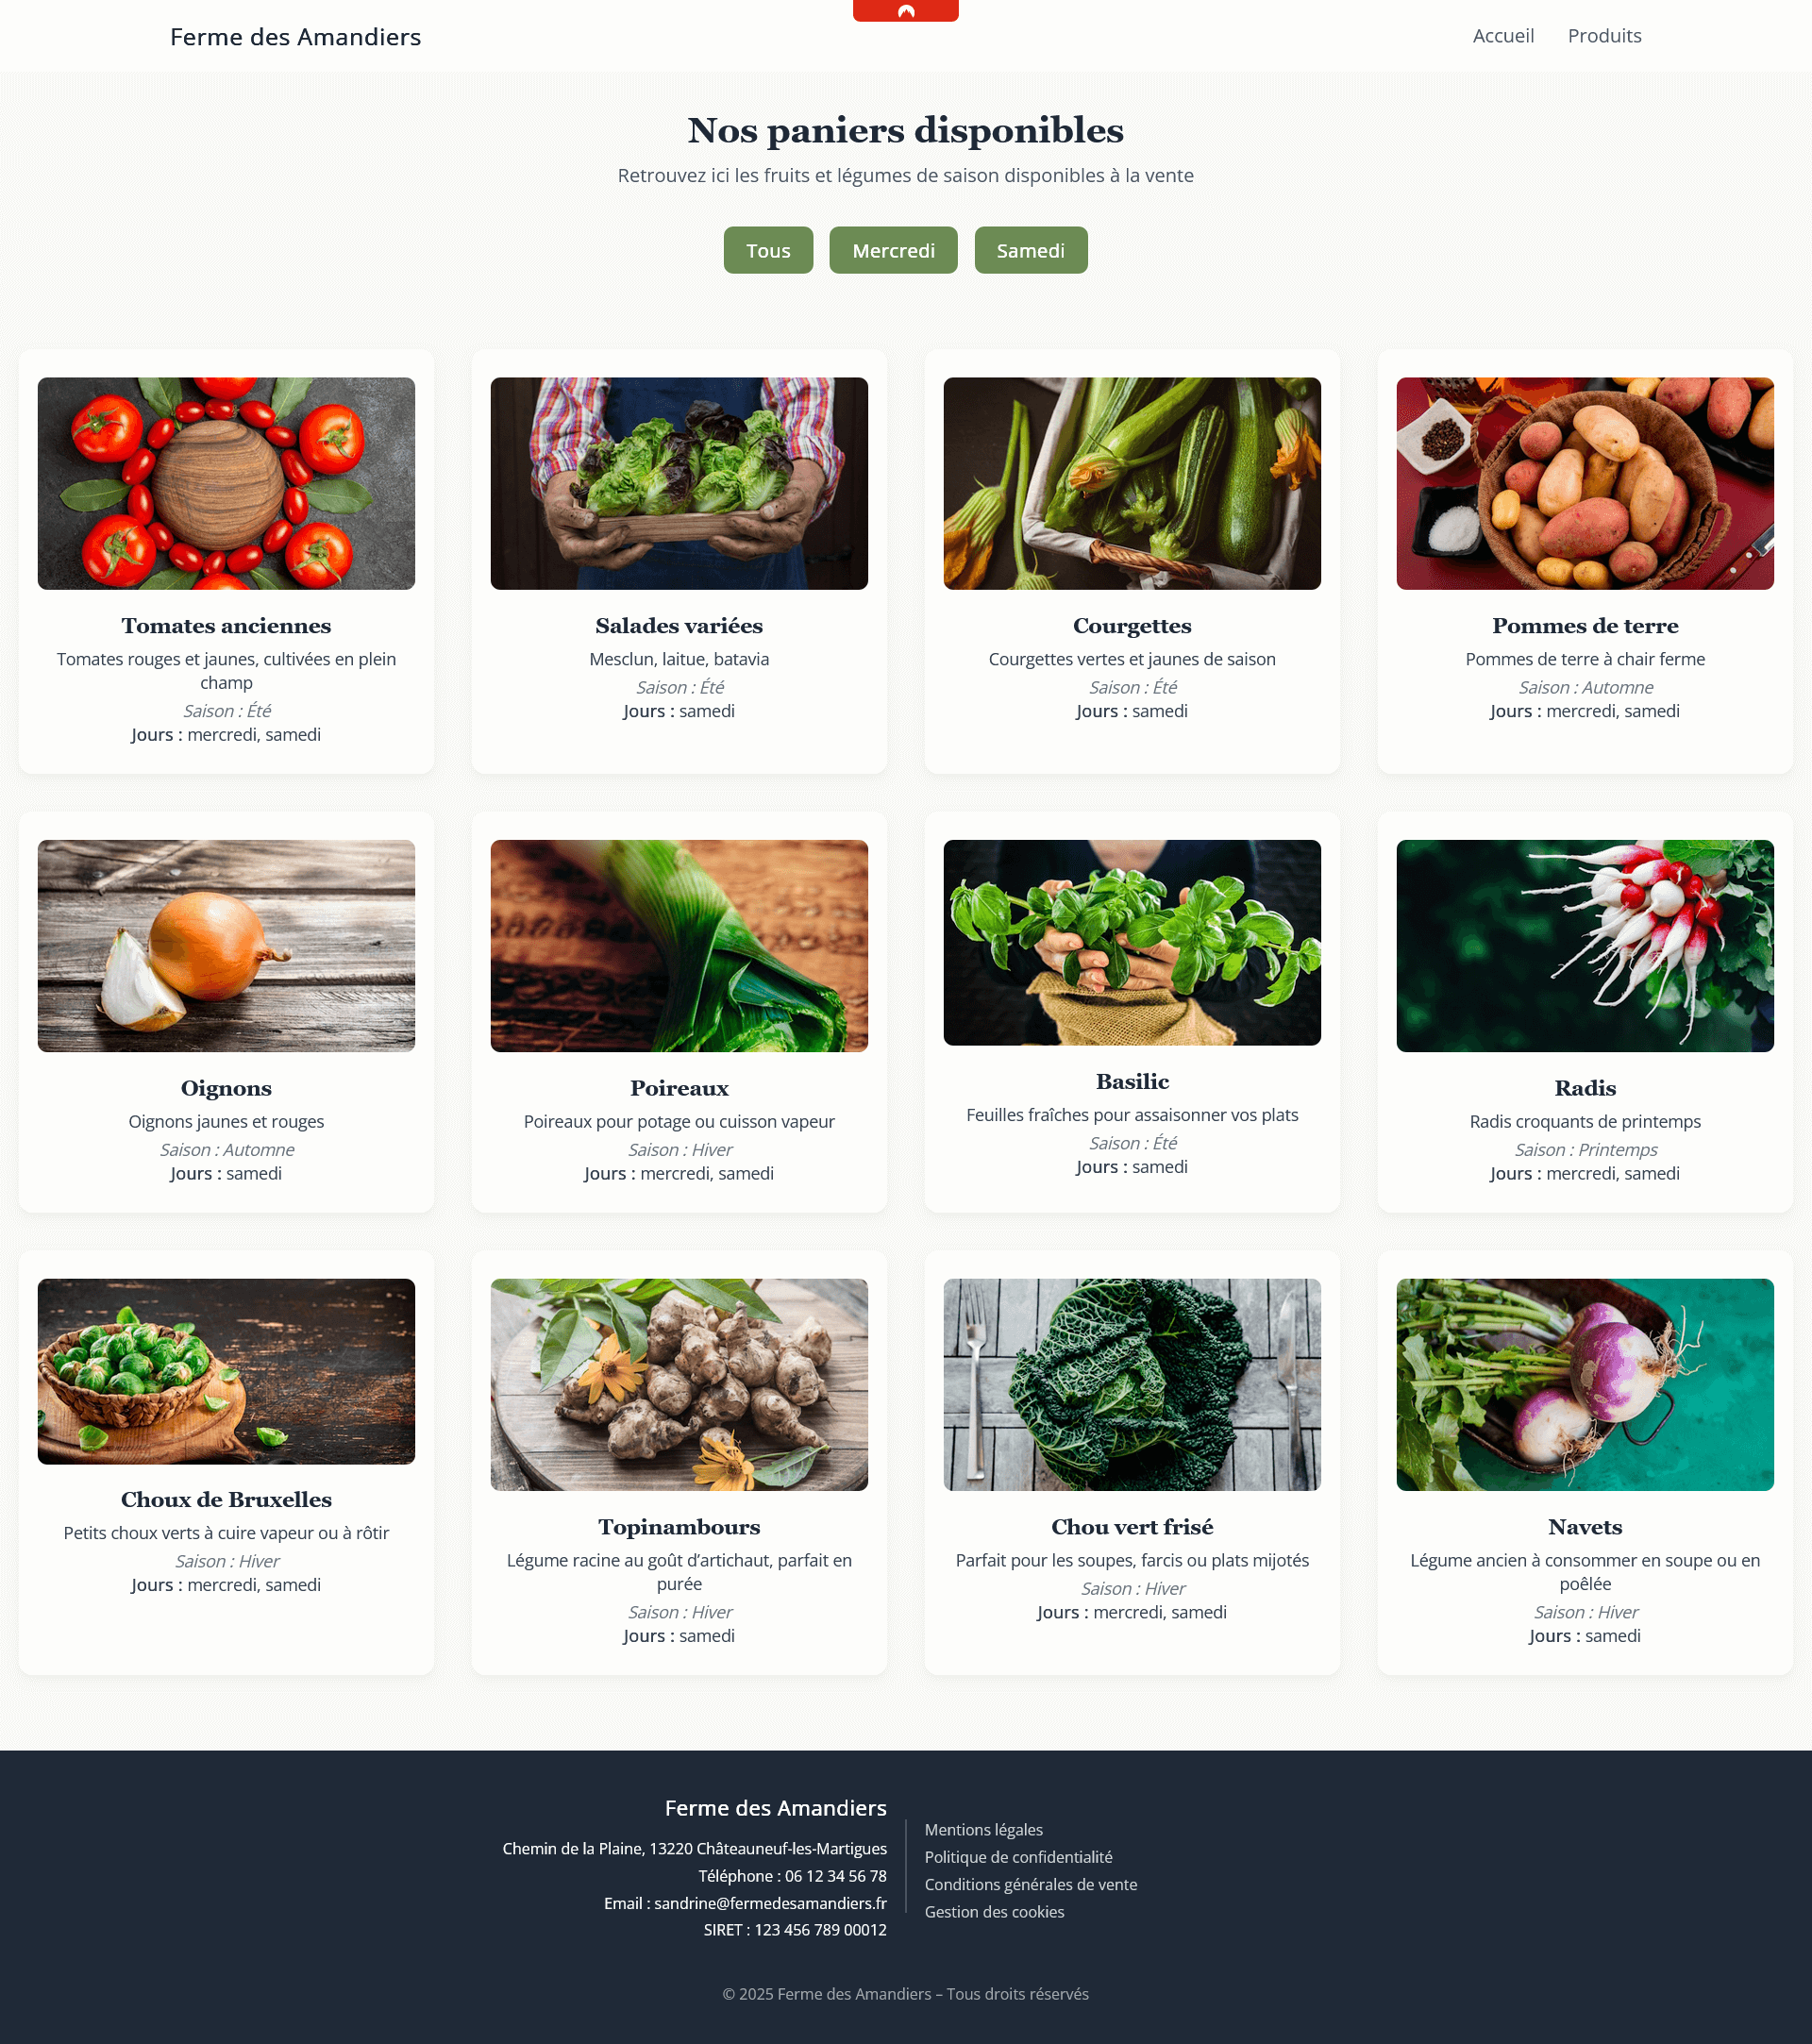 Ferme des Amandiers
Accueil
Produits
Nos paniers disponibles
Retrouvez ici les fruits et légumes de saison disponibles à la vente
Tous
Mercredi
Samedi
Tomates anciennes
Tomates rouges et jaunes, cultivées en plein
champ
Saison : Été
Jours : mercredi, samedi
Salades variées
Mesclun, laitue, batavia
Saison : Été
Jours : samedi
Courgettes
Courgettes vertes et jaunes de saison
Saison : Été
Jours : samedi
Pommes de terre
Pommes de terre à chair ferme
Saison : Automne
Jours : mercredi, samedi
Oignons
Oignons jaunes et rouges
Saison : Automne
Jours : samedi
Poireaux
Poireaux pour potage ou cuisson vapeur
Saison : Hiver
Jours : mercredi, samedi
Basilic
Feuilles fraîches pour assaisonner vos plats
Saison : Été
Jours : samedi
Radis
Radis croquants de printemps
Saison : Printemps
Jours : mercredi, samedi
Choux de Bruxelles
Petits choux verts à cuire vapeur ou à rôtir
Saison : Hiver
Jours : mercredi, samedi
Topinambours
Légume racine au goût d’artichaut, parfait en
purée
Saison : Hiver
Jours : samedi
Chou vert frisé
Parfait pour les soupes, farcis ou plats mijotés
Saison : Hiver
Jours : mercredi, samedi
Navets
Légume ancien à consommer en soupe ou en
poêlée
Saison : Hiver
Jours : samedi
Ferme des Amandiers
Chemin de la Plaine, 13220 Châteauneuf-les-Martigues
Téléphone : 06 12 34 56 78
Email : sandrine@fermedesamandiers.fr
SIRET : 123 456 789 00012
Mentions légales
Politique de confidentialité
Conditions générales de vente
Gestion des cookies
© 2025 Ferme des Amandiers – Tous droits réservés